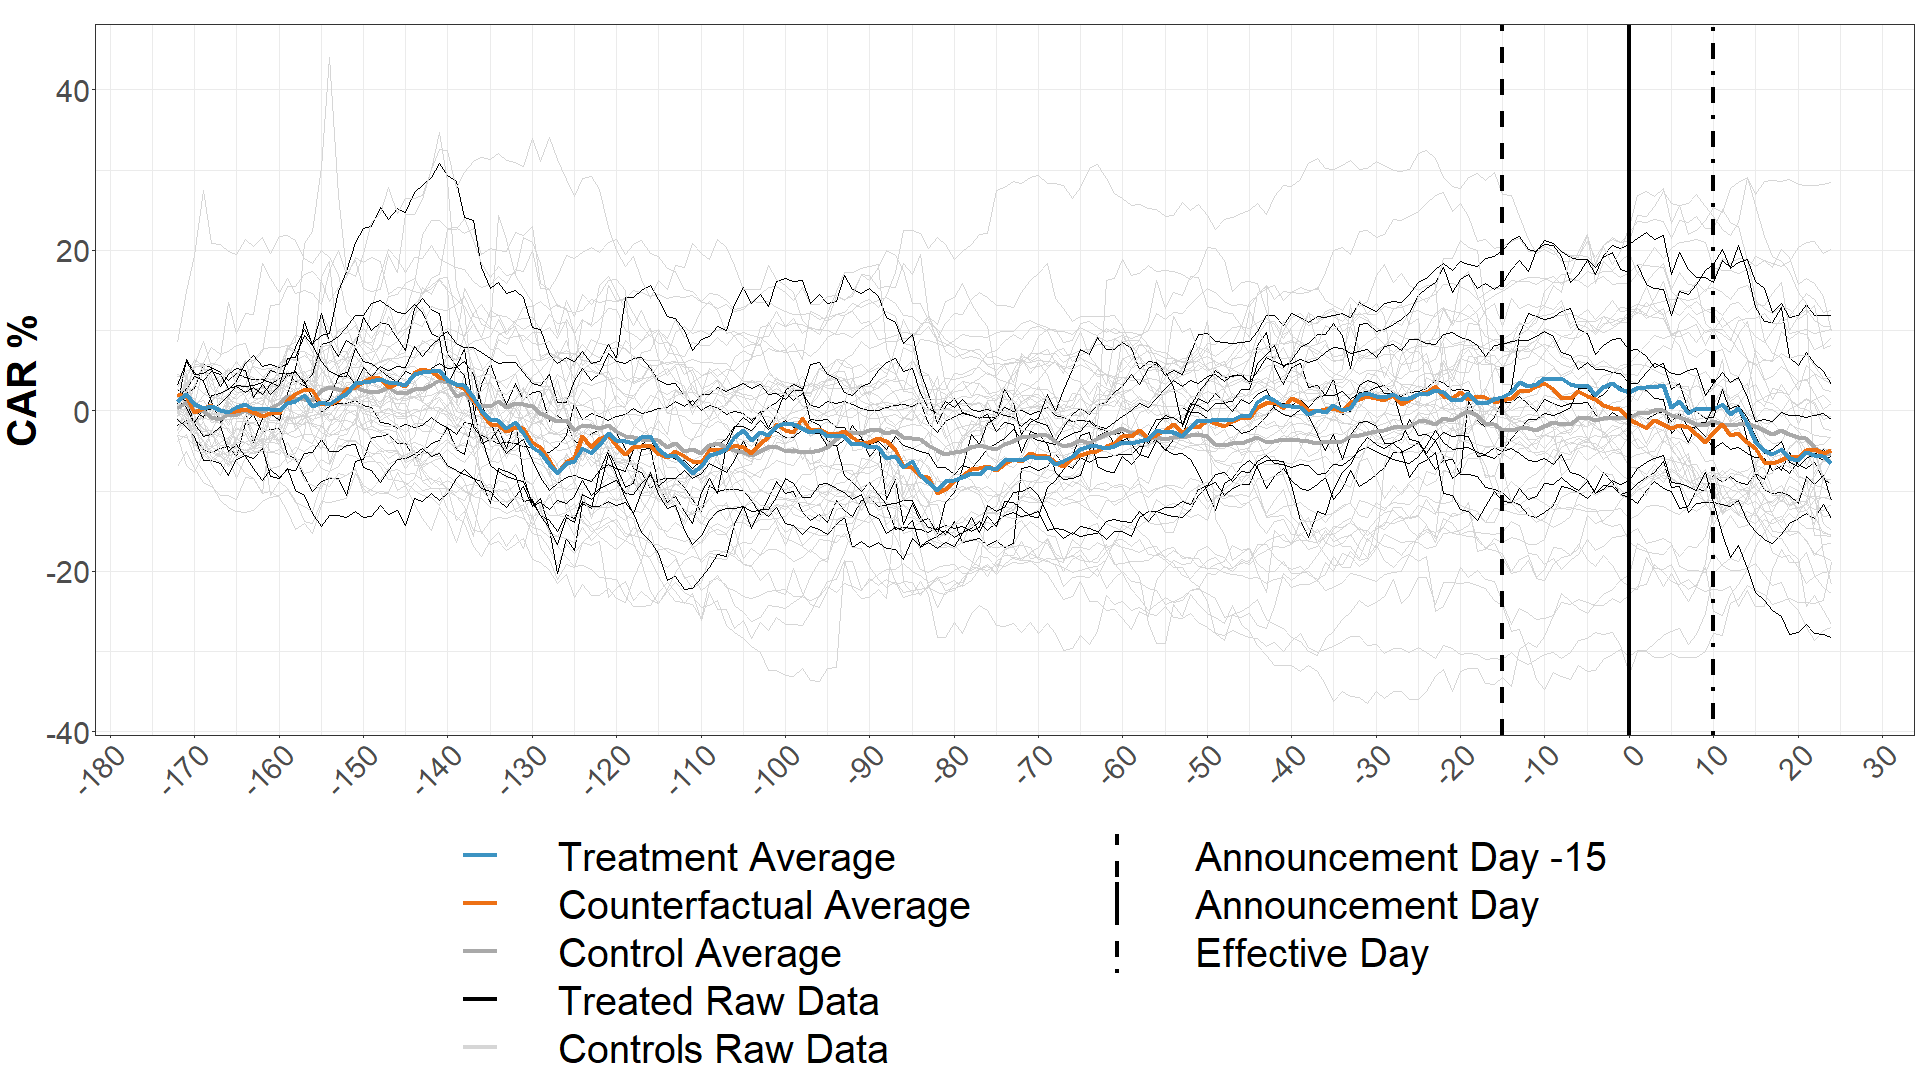 CAR %
40
20
0
-20
-40
-180 -170 -160 -150 -140 -130 -120 -110 -100 -90 -80 -70 -60 -50 -40 -30 -20 -10 0 10 20 30
Treatment Average
Counterfactual Average
Control Average
Treated Raw Data
Controls Raw Data
Announcement Day -15
Announcement Day
Effective Day